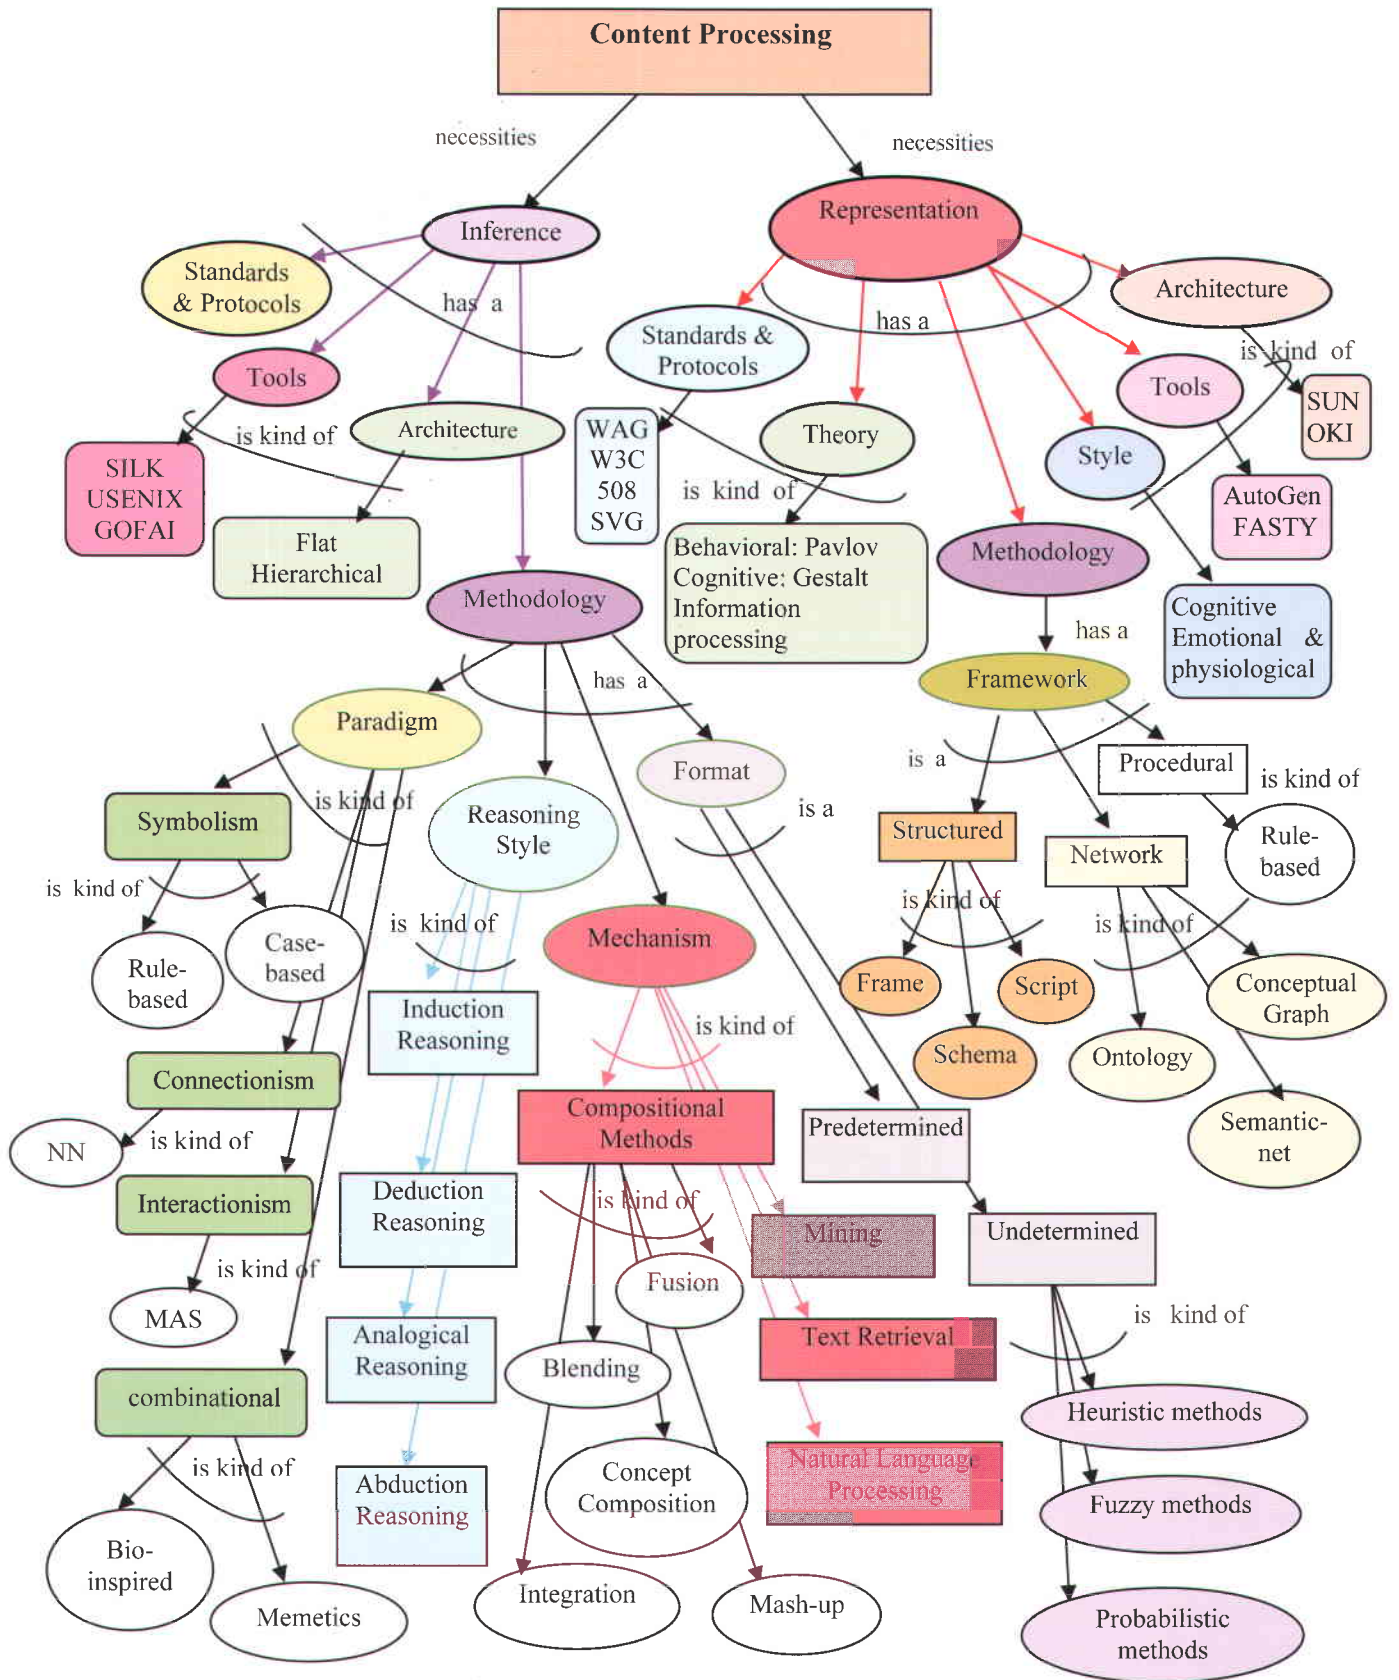 Content Processing
necessities
necessities
Inference
Representation
Standards
& Protocols
has a
Tools
is kind of
Architecture
SILK
USENIX
GOFAI
Flat
Hierarchical
Methodology
Standards &
Protocols
has a
Architecture
is kind of
Tools
SUN
OKI
WAG
W3C
508
SVG
Theory
Style
is kind of
AutoGen
FASTY
Behavioral: Pavlov
Cognitive: Gestalt
Information
processing
Methodology
has a
Cognitive
Emotional &
physiological
Framework
has a
Paradigm
is kind of
Format
is a
Reasoning
Style
Symbolism
is kind of
Rule-
based
Case-
based
is kind of
Mechanism
is kind of
is a
Procedural
is kind of
Structured
Network
Rule-
based
is kind of
is kind of
Frame
Script
Schema
Ontology
Conceptual
Graph
Semantic-
net
Induction
Reasoning
Connectionism
NN
is kind of
Compositional
Methods
Predetermined
Interactionism
is kind of
MAS
Deduction
Reasoning
is kind of
Mining
Undetermined
Fusion
Text Retrieval
is kind of
Analogical
Reasoning
Blending
combinational
is kind of
Heuristic methods
Abduction
Reasoning
Concept
Composition
Natural Language
Processing
Fuzzy methods
Bio-
inspired
Memetics
Integration
Mash-up
Probabilistic
methods